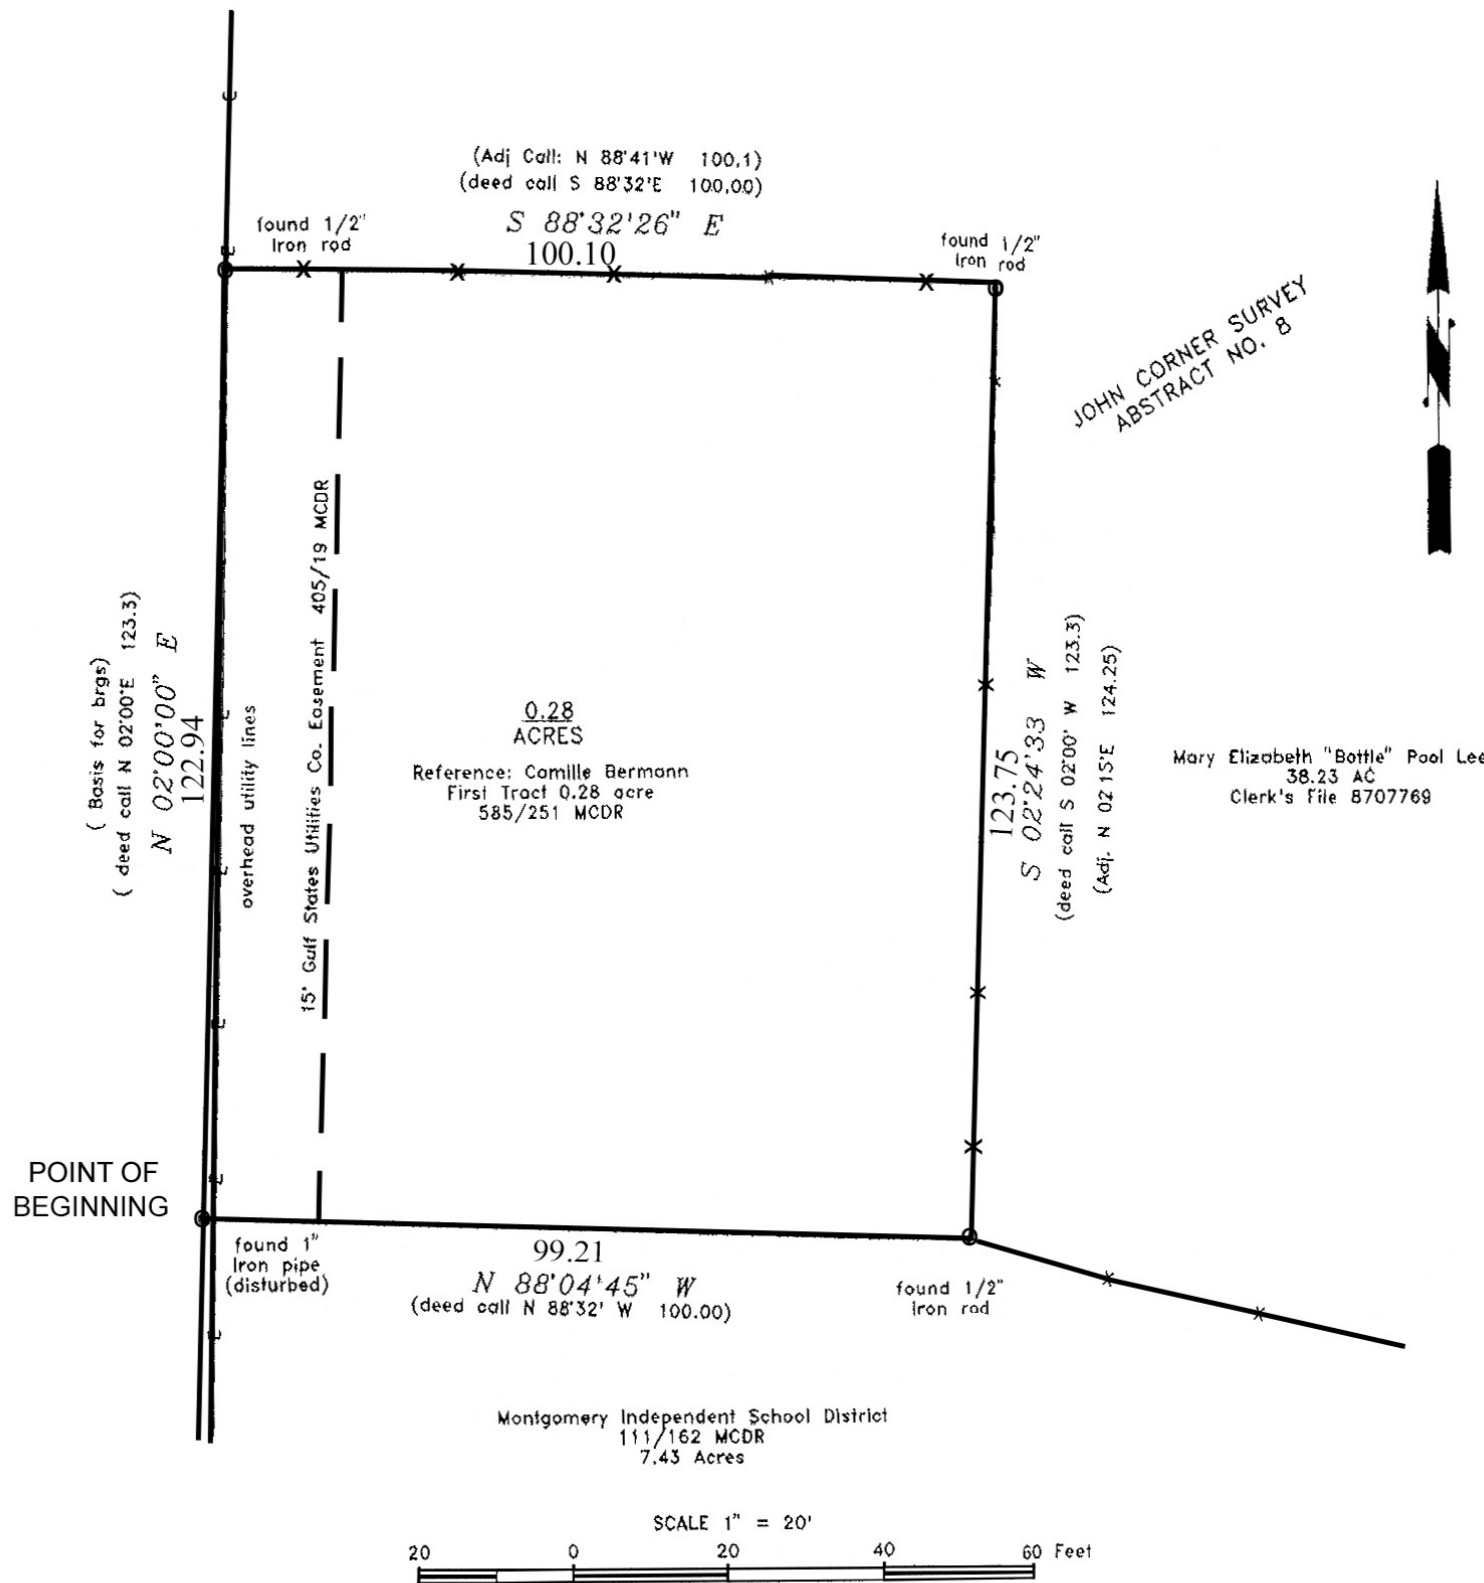 (Adj Call: N 88°41'W 100.1)
(deed call S 88°32'E 100.00)
S 88°32'26" E
100.10
found 1/2"
Iron rod
found 1/2"
Iron rod
JOHN CORNER SURVEY
ABSTRACT NO. 8
N
( Basis for brgs)
( deed call N 02°00'E 123.3)
N 02°00'00" E
122.94
overhead utility lines
15' Gulf States Utilities Co. Easement 405/19 MCDR
0.28
ACRES
Reference: Camille Bermann
First Tract 0.28 acre
585/251 MCDR
123.75
S 02°24'33 W
(deed call S 02°00' W 123.3)
(Adj. N 02°15'E 124.25)
Mary Elizabeth "Bottle" Pool Lee
38.23 AC
Clerk's File 8707769
POINT OF
BEGINNING
found 1"
Iron pipe
(disturbed)
99.21
N 88°04'45" W
(deed call N 88°32' W 100.00)
found 1/2"
Iron rod
Montgomery Independent School District
111/162 MCDR
7.43 Acres
SCALE 1" = 20'
20 0 20 40 60 Feet